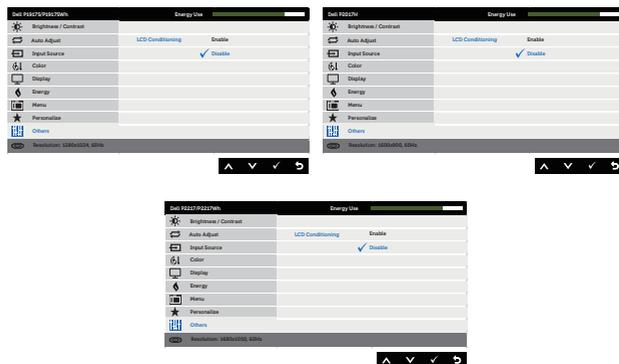 Dell P1917S/P1917SWh Energy Use
Brightness / Contrast
Auto Adjust LCD Conditioning Enable
Input Source Disable
Color
Display
Energy
Menu
Personalize
Others
Resolution: 1280x1024, 60Hz
Dell P2017H Energy Use
Brightness / Contrast
Auto Adjust LCD Conditioning Enable
Input Source Disable
Color
Display
Energy
Menu
Personalize
Others
Resolution: 1600x900, 60Hz
Dell P2217/P2217Wh Energy Use
Brightness / Contrast
Auto Adjust LCD Conditioning Enable
Input Source Disable
Color
Display
Energy
Menu
Personalize
Others
Resolution: 1680x1050, 60Hz